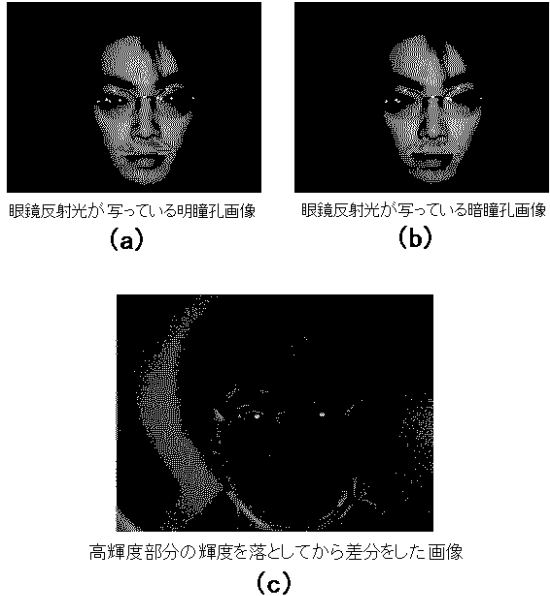 眼鏡反射光が写っている明瞳孔画像
(a)
眼鏡反射光が写っている暗瞳孔画像
(b)
高輝度部分の輝度を落としてから差分をした画像
(c)